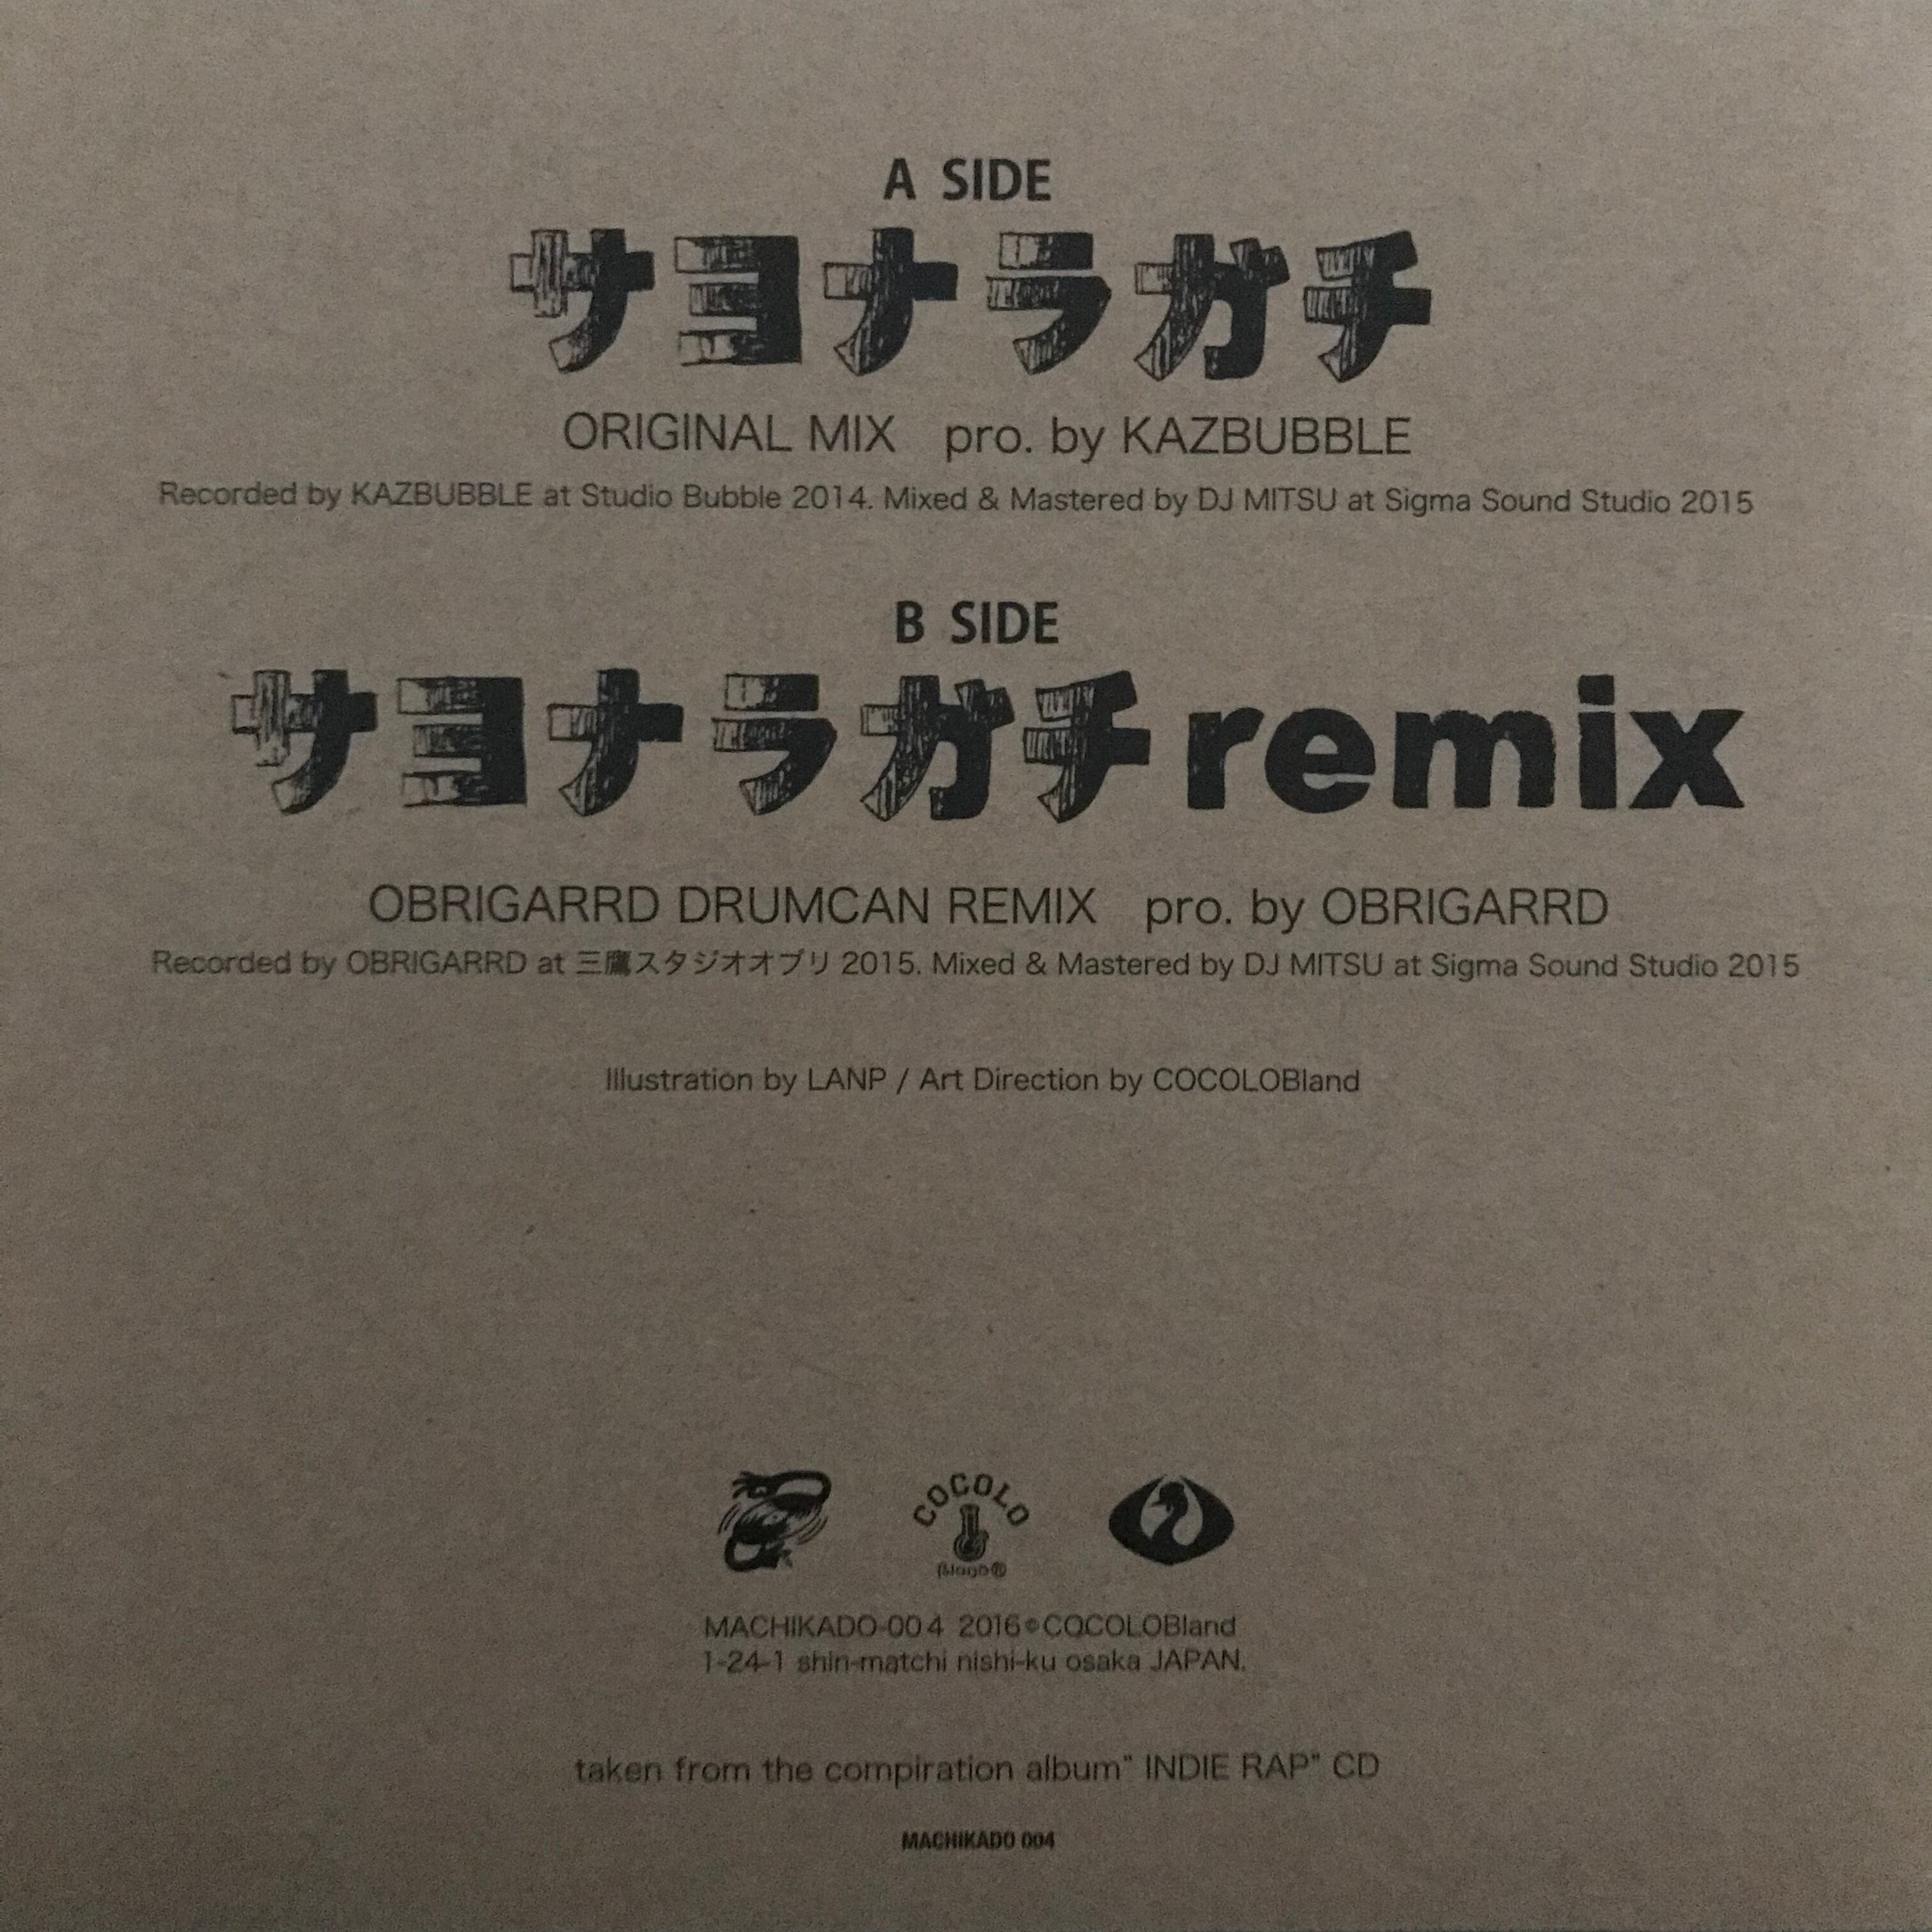 A SIDE
サヨナラガチ
ORIGINAL MIX pro. by KAZBUBBLE
Recorded by KAZBUBBLE at Studio Bubble 2014. Mixed & Mastered by DJ MITSU at Sigma Sound Studio 2015
B SIDE
サヨナラガチremix
OBRIGARRD DRUMCAN REMIX pro. by OBRIGARRD
Recorded by OBRIGARRD at 三鷹スタジオオブリ 2015. Mixed & Mastered by DJ MITSU at Sigma Sound Studio 2015
Illustration by LANP / Art Direction by COCOLOBland
COCOLO
MACHIKADO-004 2016©COCOLOBland
1-24-1 shin-matchi nishi-ku osaka JAPAN.
taken from the compiration album" INDIE RAP" CD
MACHIKADO 004